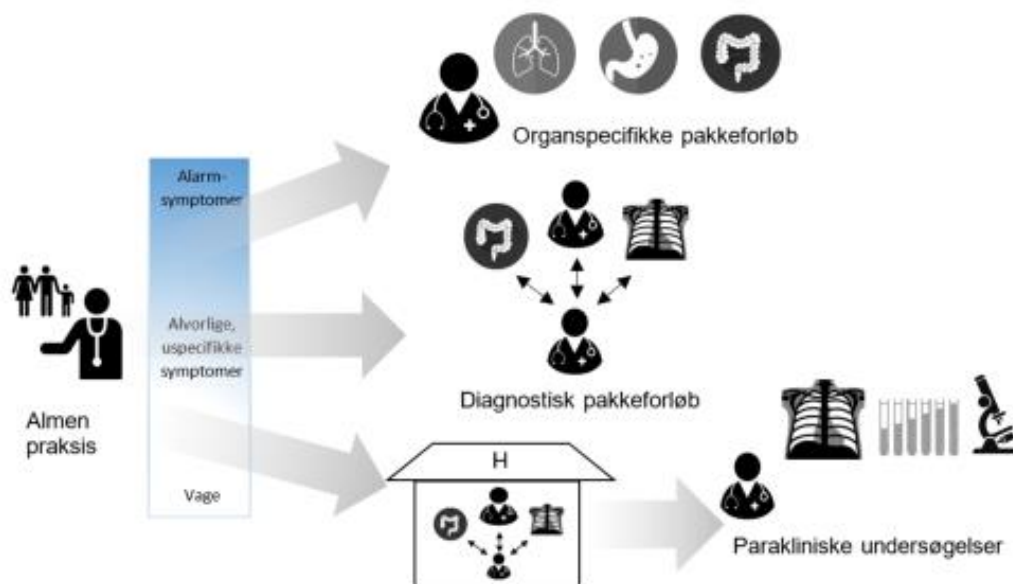 Organspecifikke pakkeforløb
Alarm-
symptomer
Alvorlige,
uspecifikke
symptomer
Diagnostisk pakkeforløb
Almen
praksis
Vage
H
Parakliniske undersøgelser